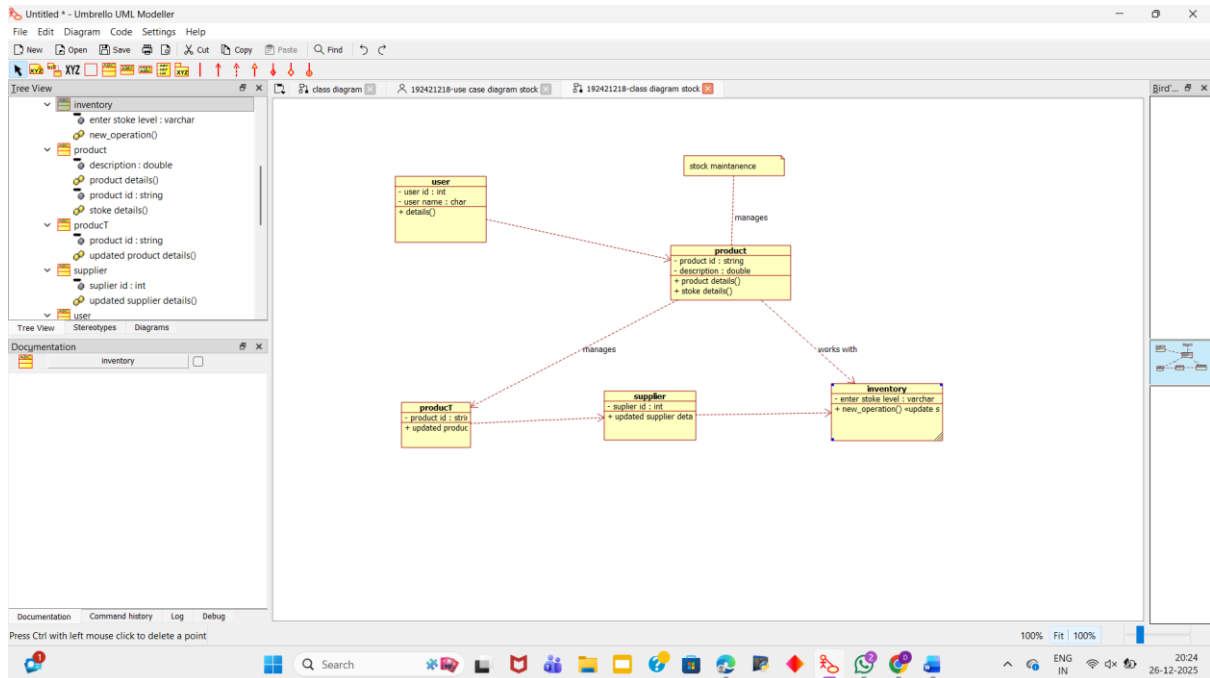 Untitled * - Umbrello UML Modeller
File Edit Diagram Code Settings Help
New Open Save Cut Copy Paste Find
XYZ XYZ XYZ
Tree View
inventory
enter stoke level : varchar
new_operation()
product
description : double
product details()
product id : string
stoke details()
producT
product id : string
updated product details()
supplier
suplier id : int
updated supplier details()
user
Tree View Stereotypes Diagrams
Documentation
inventory
Documentation Command history Log Debug
Press Ctrl with left mouse click to delete a point
class diagram 192421218-use case diagram stock 192421218-class diagram stock
user
- user id : int
- user name : char
+ details()
stock maintanence
manages
product
- product id : string
- description : double
+ product details()
+ stoke details()
manages
works with
producT
- product id : strin
+ updated produc
supplier
- suplier id : int
+ updated supplier deta
inventory
- enter stoke level : varchar
+ new_operation() «update s
Bird'...
100% Fit 100%
1
Search
2
ENG
IN
20:24
26-12-2025